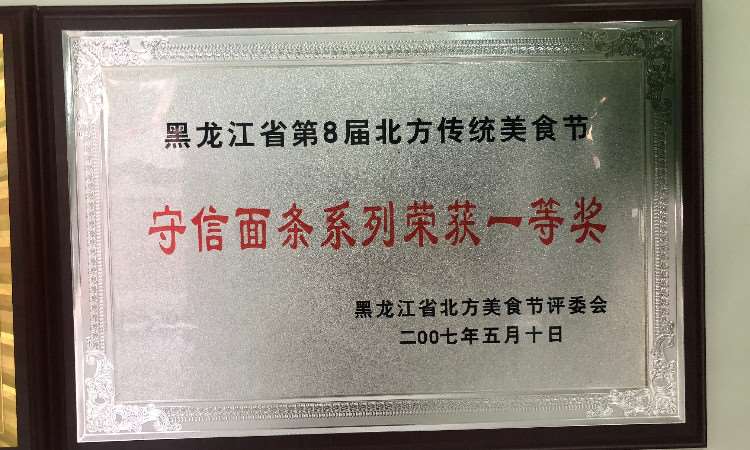 黑龙江省第8届北方传统美食节
守信面条系列荣获一等奖
黑龙江省北方美食节评委会
二00七年五月十日